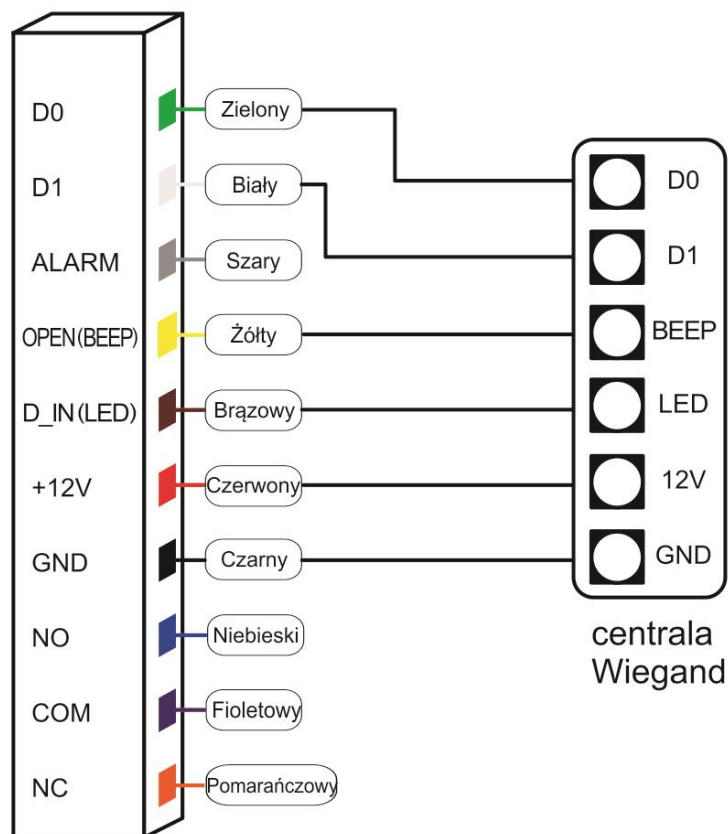 D0
Zielony
D0
D1
Biały
D1
ALARM
Szary
OPEN(BEEP)
Żółty
BEEP
D_IN(LED)
Brązowy
LED
+12V
Czerwony
12V
GND
Czarny
GND
NO
Niebieski
centrala
Wiegand
COM
Fioletowy
NC
Pomarańczowy